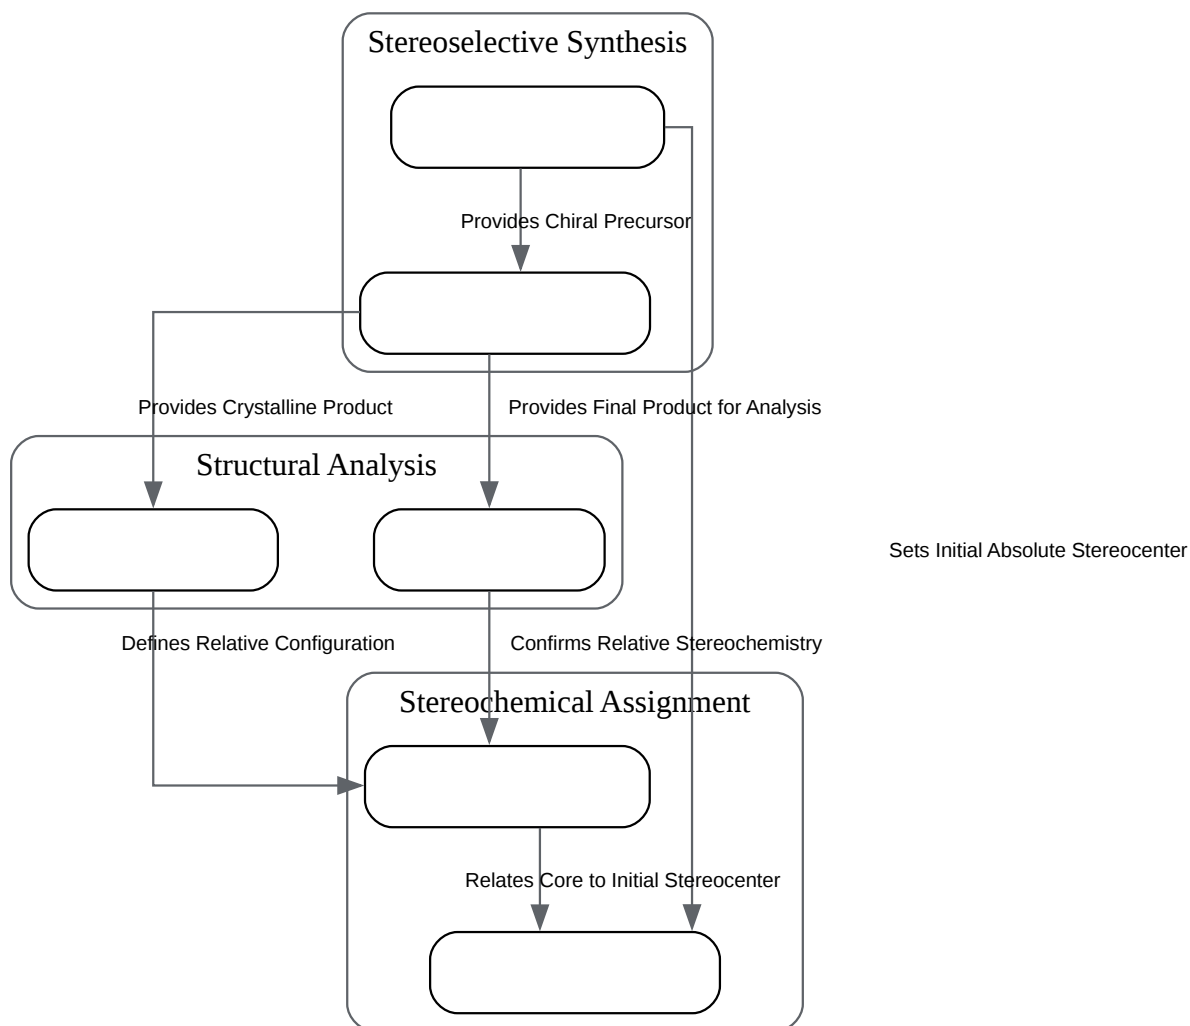 Stereoselective Synthesis
Provides Chiral Precursor
Provides Crystalline Product
Provides Final Product for Analysis
Structural Analysis
Sets Initial Absolute Stereocenter
Defines Relative Configuration
Confirms Relative Stereochemistry
Stereochemical Assignment
Relates Core to Initial Stereocenter